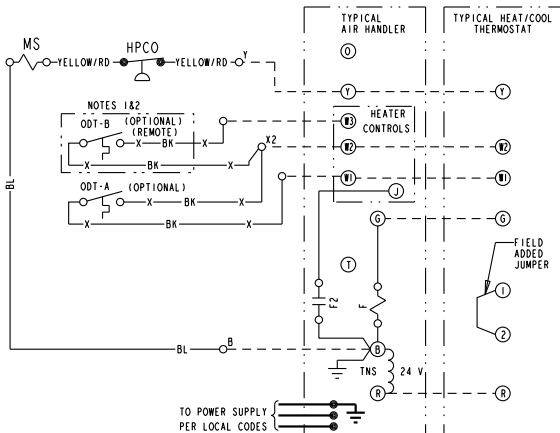 TYPICAL
AIR HANDLER
TYPICAL HEAT/COOL
THERMOSTAT
O
MS
HPCO
YELLOW/RD
YELLOW/RD
Y
Y
Y
NOTES 1&2
HEATER
CONTROLS
ODT-B
(OPTIONAL)
(REMOTE)
W3
X
BK
X
X2
W2
W2
X
BK
X
ODT-A
(OPTIONAL)
W1
W1
X
X
J
BL
X
BK
X
G
G
FIELD
ADDED
JUMPER
T
1
F2
F
2
BL
B
B
TNS
24 V
R
R
TO POWER SUPPLY
PER LOCAL CODES